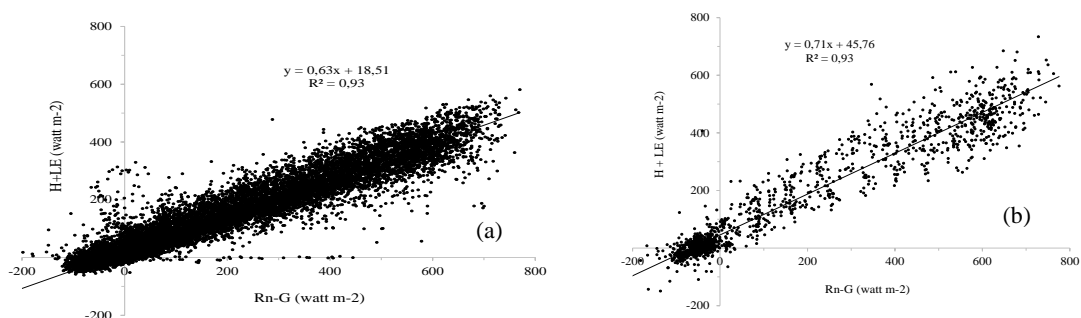 800
y = 0,63x + 18,51
R² = 0,93
600
400
200
H+LE (watt m-2)
(a)
-200
0
200
400
600
800
Rn-G (watt m-2)
-200
800
y = 0,71x + 45,76
R² = 0,93
600
400
200
H + LE (watt m-2)
(b)
-200
0
200
400
600
800
-200
Rn-G (watt m-2)